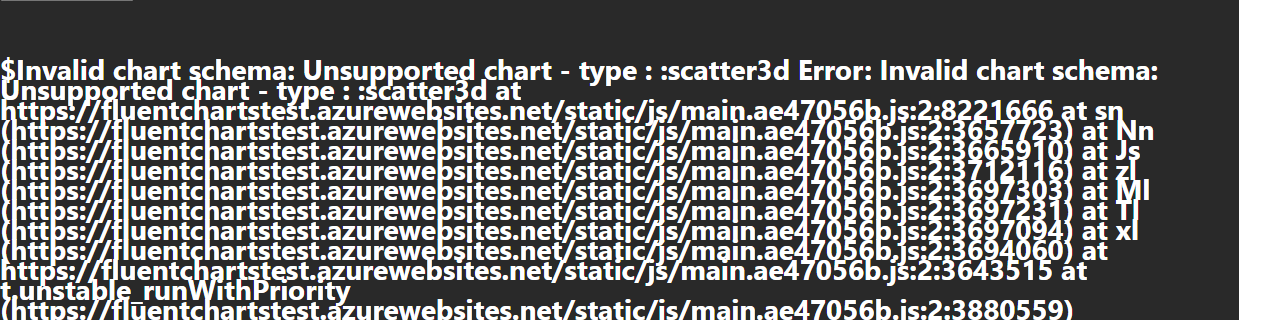 $Invalid chart schema: Unsupported chart - type : :scatter3d Error: Invalid chart schema:
Unsupported chart - type : :scatter3d at
https://fluentchartstest.azurewebsites.net/static/js/main.ae47056b.js:2:8221666 at sn
(https://fluentchartstest.azurewebsites.net/static/js/main.ae47056b.js:2:3657723) at Nn
(https://fluentchartstest.azurewebsites.net/static/js/main.ae47056b.js:2:3665910) at Js
(https://fluentchartstest.azurewebsites.net/static/js/main.ae47056b.js:2:3712116) at zl
(https://fluentchartstest.azurewebsites.net/static/js/main.ae47056b.js:2:3697303) at Ml
(https://fluentchartstest.azurewebsites.net/static/js/main.ae47056b.js:2:3697231) at Tl
(https://fluentchartstest.azurewebsites.net/static/js/main.ae47056b.js:2:3697094) at xl
(https://fluentchartstest.azurewebsites.net/static/js/main.ae47056b.js:2:3694060) at
https://fluentchartstest.azurewebsites.net/static/js/main.ae47056b.js:2:3643515 at
t.unstable_runWithPriority
(https://fluentchartstest.azurewebsites.net/static/js/main.ae47056b.js:2:3880559)